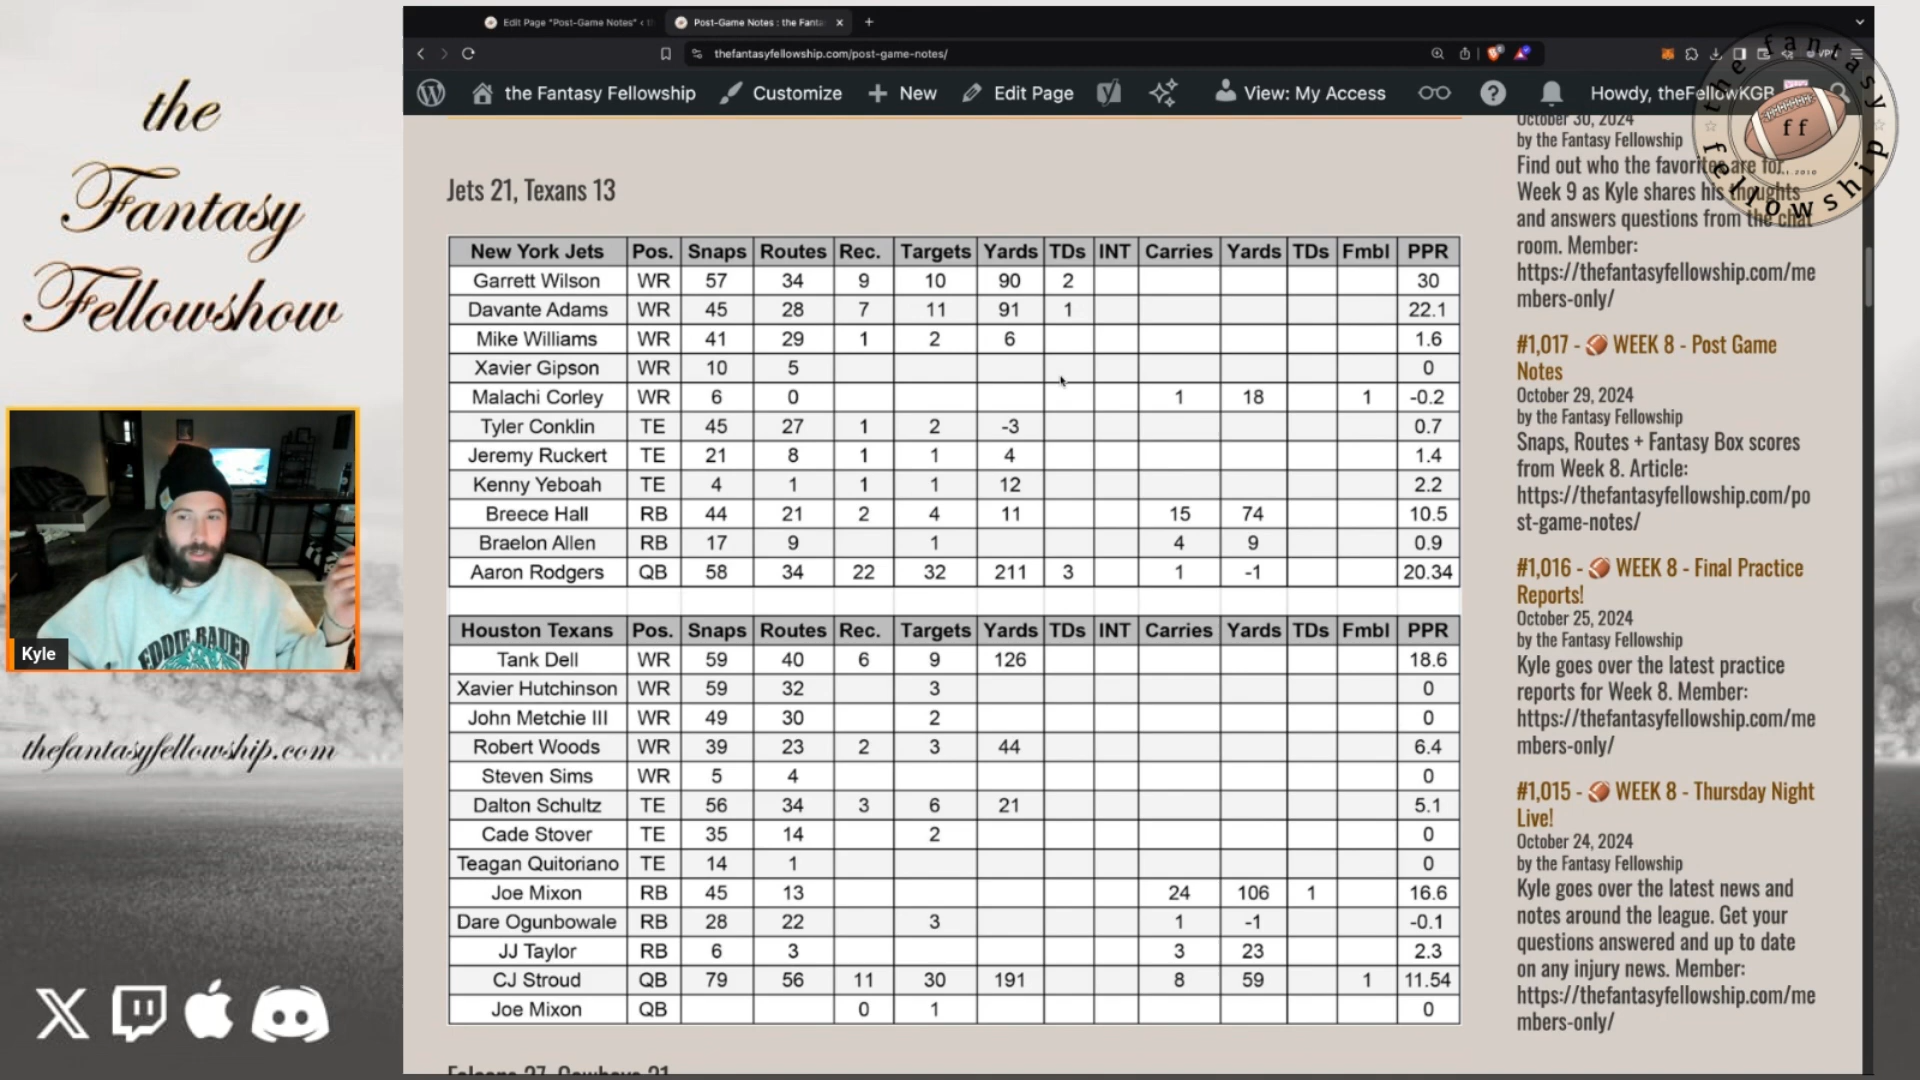 the
Fantasy
Fellowshow
Kyle
thefantasyfellowship.com
Edit Page "Post-Game Notes" ‹ t
Post-Game Notes : the Fanta
thefantasyfellowship.com/post-game-notes/
VPN
the Fantasy Fellowship Customize New Edit Page View: My Access Howdy, theFellowKGB
the fantasy fellowship
f f
EST. 2010
EDDIE BAUER
Jets 21, Texans 13
New York Jets Pos. Snaps Routes Rec. Targets Yards TDs INT Carries Yards TDs Fmbl PPR
Garrett Wilson WR 57 34 9 10 90 2 30
Davante Adams WR 45 28 7 11 91 1 22.1
Mike Williams WR 41 29 1 2 6 1.6
Xavier Gipson WR 10 5 0
Malachi Corley WR 6 0 1 18 1 -0.2
Tyler Conklin TE 45 27 1 2 -3 0.7
Jeremy Ruckert TE 21 8 1 1 4 1.4
Kenny Yeboah TE 4 1 1 1 12 2.2
Breece Hall RB 44 21 2 4 11 15 74 10.5
Braelon Allen RB 17 9 1 4 9 0.9
Aaron Rodgers QB 58 34 22 32 211 3 1 -1 20.34
Houston Texans Pos. Snaps Routes Rec. Targets Yards TDs INT Carries Yards TDs Fmbl PPR
Tank Dell WR 59 40 6 9 126 18.6
Xavier Hutchinson WR 59 32 3 0
John Metchie III WR 49 30 2 0
Robert Woods WR 39 23 2 3 44 6.4
Steven Sims WR 5 4 0
Dalton Schultz TE 56 34 3 6 21 5.1
Cade Stover TE 35 14 2 0
Teagan Quitoriano TE 14 1 0
Joe Mixon RB 45 13 24 106 1 16.6
Dare Ogunbowale RB 28 22 3 1 -1 -0.1
JJ Taylor RB 6 3 3 23 2.3
CJ Stroud QB 79 56 11 30 191 8 59 1 11.54
Joe Mixon QB 0 1 0
Falcons 27, Cowboys 21
October 30, 2024
by the Fantasy Fellowship
Find out who the favorites are for
Week 9 as Kyle shares his thoughts
and answers questions from the chat
room. Member:
https://thefantasyfellowship.com/me
mbers-only/
#1,017 - 🏈 WEEK 8 - Post Game
Notes
October 29, 2024
by the Fantasy Fellowship
Snaps, Routes + Fantasy Box scores
from Week 8. Article:
https://thefantasyfellowship.com/po
st-game-notes/
#1,016 - 🏈 WEEK 8 - Final Practice
Reports!
October 25, 2024
by the Fantasy Fellowship
Kyle goes over the latest practice
reports for Week 8. Member:
https://thefantasyfellowship.com/me
mbers-only/
#1,015 - 🏈 WEEK 8 - Thursday Night
Live!
October 24, 2024
by the Fantasy Fellowship
Kyle goes over the latest news and
notes around the league. Get your
questions answered and up to date
on any injury news. Member:
https://thefantasyfellowship.com/me
mbers-only/